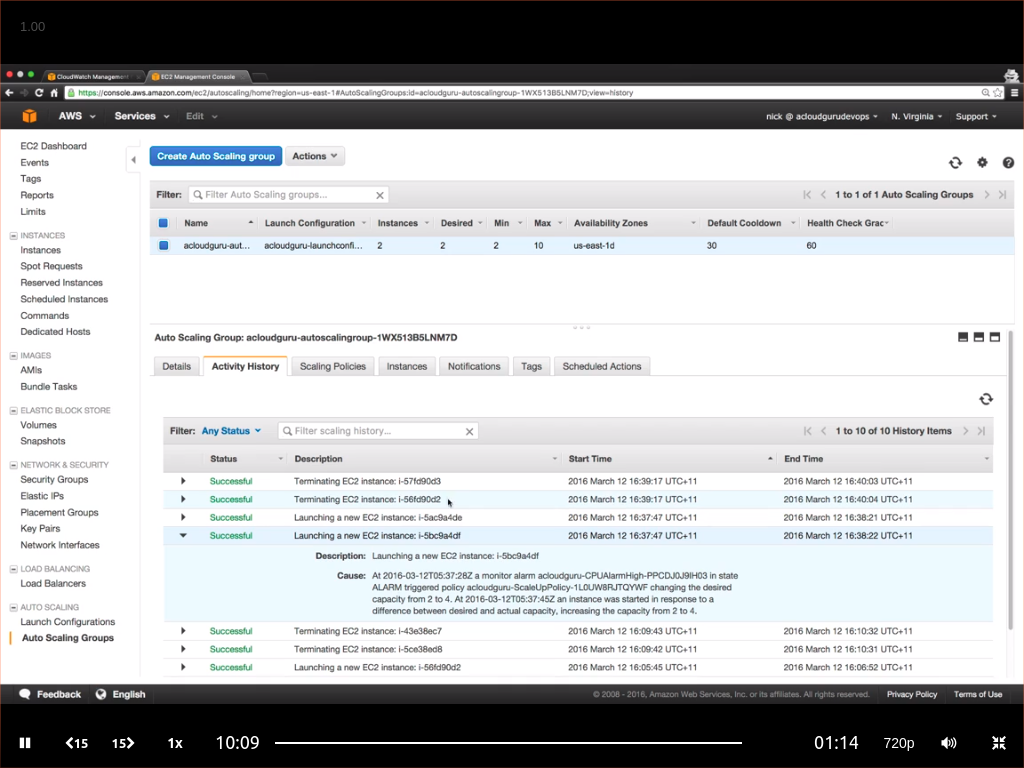 1.00
CloudWatch Management
EC2 Management Console
https://console.aws.amazon.com/ec2/autoscaling/home?region=us-east-1#AutoScalingGroups:id=acloudguru-autoscalingroup-1WX513B5LNM7D;view=history
AWS Services Edit nick @ acloudgurudevops N. Virginia Support
EC2 Dashboard
Events
Tags
Reports
Limits
INSTANCES
Instances
Spot Requests
Reserved Instances
Scheduled Instances
Commands
Dedicated Hosts
IMAGES
AMIs
Bundle Tasks
ELASTIC BLOCK STORE
Volumes
Snapshots
NETWORK & SECURITY
Security Groups
Elastic IPs
Placement Groups
Key Pairs
Network Interfaces
LOAD BALANCING
Load Balancers
AUTO SCALING
Launch Configurations
Auto Scaling Groups
Create Auto Scaling group Actions
Filter: Filter Auto Scaling groups... 1 to 1 of 1 Auto Scaling Groups
Name Launch Configuration Instances Desired Min Max Availability Zones Default Cooldown Health Check Grac
acloudguru-aut... acloudguru-launchconfi... 2 2 2 10 us-east-1d 30 60
Auto Scaling Group: acloudguru-autoscalingroup-1WX513B5LNM7D
Details Activity History Scaling Policies Instances Notifications Tags Scheduled Actions
Filter: Any Status Filter scaling history... 1 to 10 of 10 History Items
Status Description Start Time End Time
Successful Terminating EC2 instance: i-57fd90d3 2016 March 12 16:39:17 UTC+11 2016 March 12 16:40:03 UTC+11
Successful Terminating EC2 instance: i-56fd90d2 2016 March 12 16:39:17 UTC+11 2016 March 12 16:40:04 UTC+11
Successful Launching a new EC2 instance: i-5ac9a4de 2016 March 12 16:37:47 UTC+11 2016 March 12 16:38:21 UTC+11
Successful Launching a new EC2 instance: i-5bc9a4df 2016 March 12 16:37:47 UTC+11 2016 March 12 16:38:22 UTC+11
Description: Launching a new EC2 instance: i-5bc9a4df
Cause: At 2016-03-12T05:37:28Z a monitor alarm acloudguru-CPUAlarmHigh-PPCDJ0J9IH03 in state
ALARM triggered policy acloudguru-ScaleUpPolicy-1L0UW8RJTQYWF changing the desired
capacity from 2 to 4. At 2016-03-12T05:37:45Z an instance was started in response to a
difference between desired and actual capacity, increasing the capacity from 2 to 4.
Successful Terminating EC2 instance: i-43e38ec7 2016 March 12 16:09:43 UTC+11 2016 March 12 16:10:32 UTC+11
Successful Terminating EC2 instance: i-5ce38ed8 2016 March 12 16:09:42 UTC+11 2016 March 12 16:10:31 UTC+11
Successful Launching a new EC2 instance: i-56fd90d2 2016 March 12 16:05:45 UTC+11 2016 March 12 16:06:52 UTC+11
Feedback English © 2008 - 2016, Amazon Web Services, Inc. or its affiliates. All rights reserved. Privacy Policy Terms of Use
15 15 1x 10:09 01:14 720p